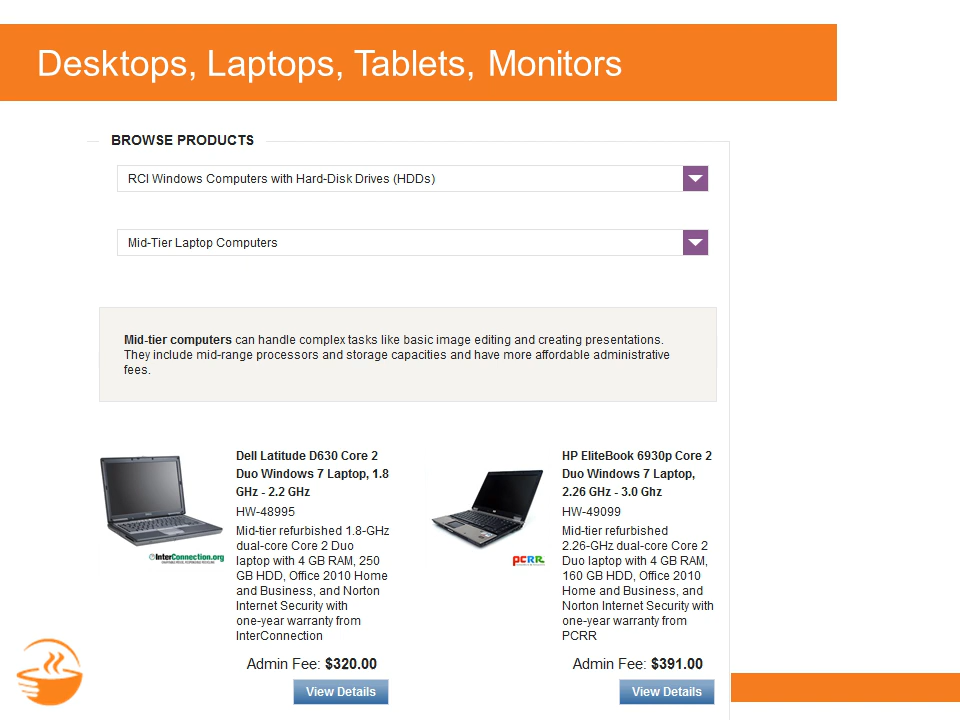 Desktops, Laptops, Tablets, Monitors
BROWSE PRODUCTS
RCI Windows Computers with Hard-Disk Drives (HDDs)
Mid-Tier Laptop Computers
Mid-tier computers can handle complex tasks like basic image editing and creating presentations.
They include mid-range processors and storage capacities and have more affordable administrative
fees.
Dell Latitude D630 Core 2
Duo Windows 7 Laptop, 1.8
GHz - 2.2 GHz
HW-48995
Mid-tier refurbished 1.8-GHz
dual-core Core 2 Duo
laptop with 4 GB RAM, 250
GB HDD, Office 2010 Home
and Business, and Norton
Internet Security with
one-year warranty from
InterConnection
Admin Fee: $320.00
View Details
InterConnection.org
HP EliteBook 6930p Core 2
Duo Windows 7 Laptop,
2.26 GHz - 3.0 Ghz
HW-49099
Mid-tier refurbished
2.26-GHz dual-core Core 2
Duo laptop with 4 GB RAM,
160 GB HDD, Office 2010
Home and Business, and
Norton Internet Security with
one-year warranty from
PCRR
Admin Fee: $391.00
View Details
PCRR